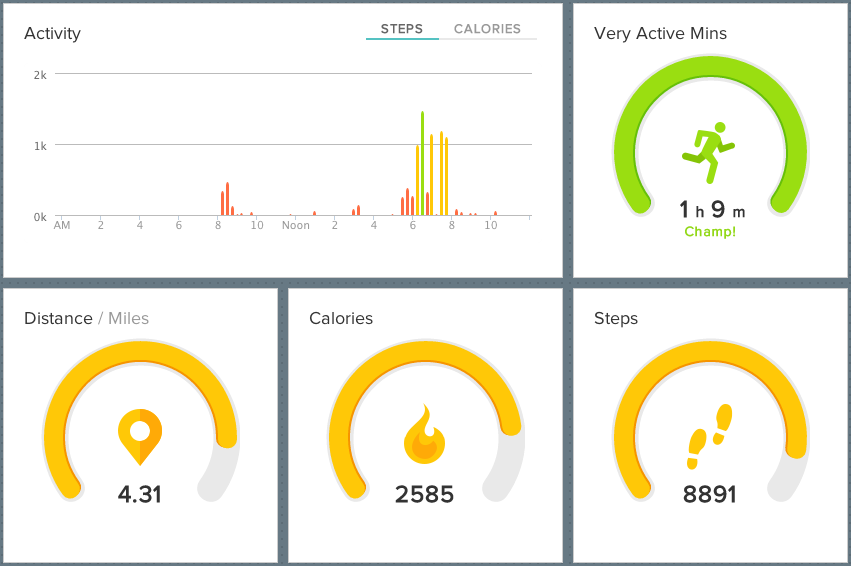 Activity
STEPS CALORIES
2k
1k
0k
AM 2 4 6 8 10 Noon 2 4 6 8 10
Very Active Mins
1 h 9 m
Champ!
Distance / Miles
4.31
Calories
2585
Steps
8891